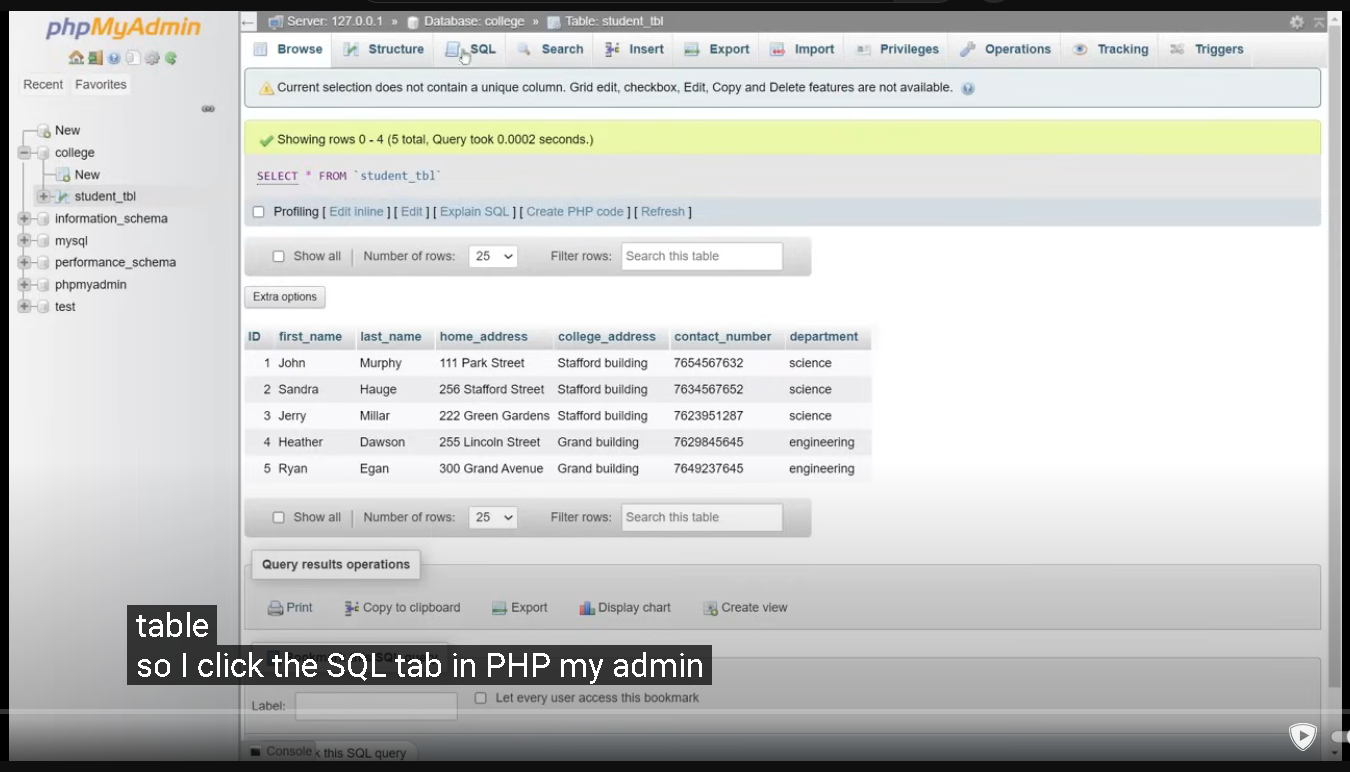 phpMyAdmin
Recent Favorites
New
college
New
student_tbl
information_schema
mysql
performance_schema
phpmyadmin
test
Server: 127.0.0.1 » Database: college » Table: student_tbl
Browse Structure SQL Search Insert Export Import Privileges Operations Tracking Triggers
Current selection does not contain a unique column. Grid edit, checkbox, Edit, Copy and Delete features are not available.
Showing rows 0 - 4 (5 total, Query took 0.0002 seconds.)
SELECT * FROM `student_tbl`
Profiling [ Edit inline ] [ Edit ] [ Explain SQL ] [ Create PHP code ] [ Refresh ]
Show all | Number of rows: 25 Filter rows: Search this table
Extra options
ID first_name last_name home_address college_address contact_number department
1 John Murphy 111 Park Street Stafford building 7654567632 science
2 Sandra Hauge 256 Stafford Street Stafford building 7634567652 science
3 Jerry Millar 222 Green Gardens Stafford building 7623951287 science
4 Heather Dawson 255 Lincoln Street Grand building 7629845645 engineering
5 Ryan Egan 300 Grand Avenue Grand building 7649237645 engineering
Show all | Number of rows: 25 Filter rows: Search this table
Query results operations
Print Copy to clipboard Export Display chart Create view
table
so I click the SQL tab in PHP my admin
Label: Let every user access this bookmark
Console k this SQL query